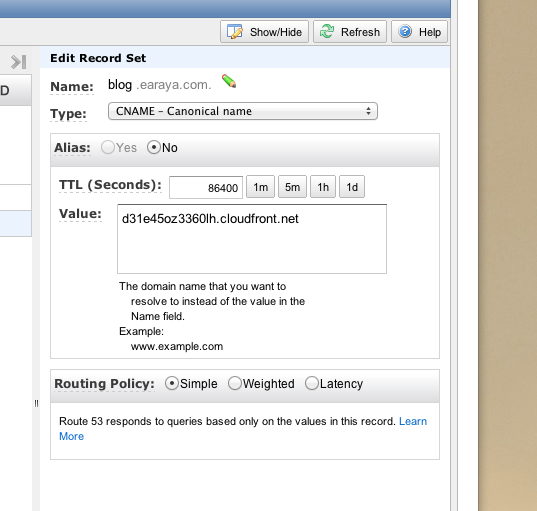 Show/Hide Refresh Help
Edit Record Set
D
Name: blog .earaya.com.
Type: CNAME – Canonical name
Alias: Yes No
TTL (Seconds): 86400 1m 5m 1h 1d
Value: d31e45oz3360lh.cloudfront.net
The domain name that you want to
resolve to instead of the value in the
Name field.
Example:
www.example.com
Routing Policy: Simple Weighted Latency
Route 53 responds to queries based only on the values in this record. Learn
More